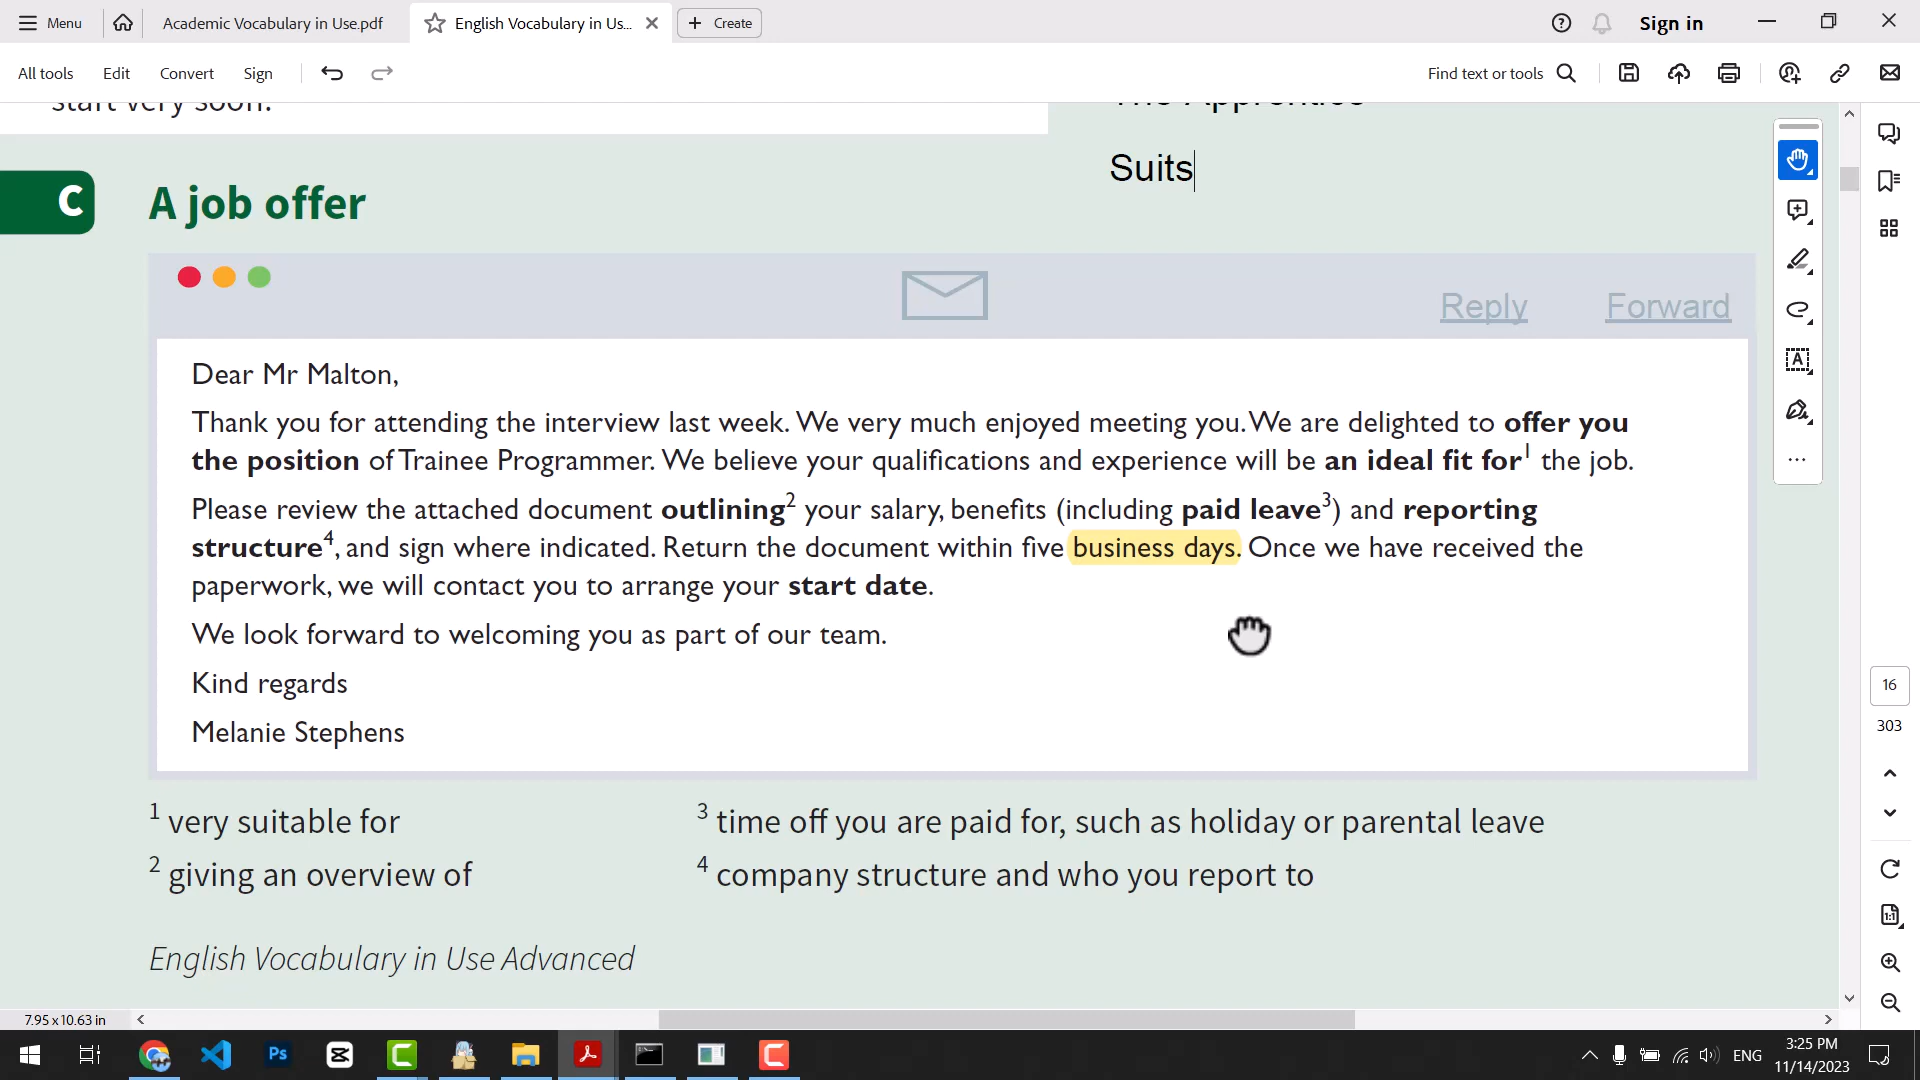 Menu
Academic Vocabulary in Use.pdf
English Vocabulary in Us...
Create
Sign in
All tools
Edit
Convert
Sign
Find text or tools
start very soon.
The Apprentice
Suits
C
A job offer
Reply
Forward
Dear Mr Malton,
Thank you for attending the interview last week. We very much enjoyed meeting you. We are delighted to offer you
the position of Trainee Programmer. We believe your qualifications and experience will be an ideal fit for1 the job.
Please review the attached document outlining2 your salary, benefits (including paid leave3) and reporting
structure4, and sign where indicated. Return the document within five business days. Once we have received the
paperwork, we will contact you to arrange your start date.
We look forward to welcoming you as part of our team.
Kind regards
Melanie Stephens
1 very suitable for
3 time off you are paid for, such as holiday or parental leave
2 giving an overview of
4 company structure and who you report to
English Vocabulary in Use Advanced
16
303
7.95 x 10.63 in
Ps
ENG
3:25 PM
11/14/2023